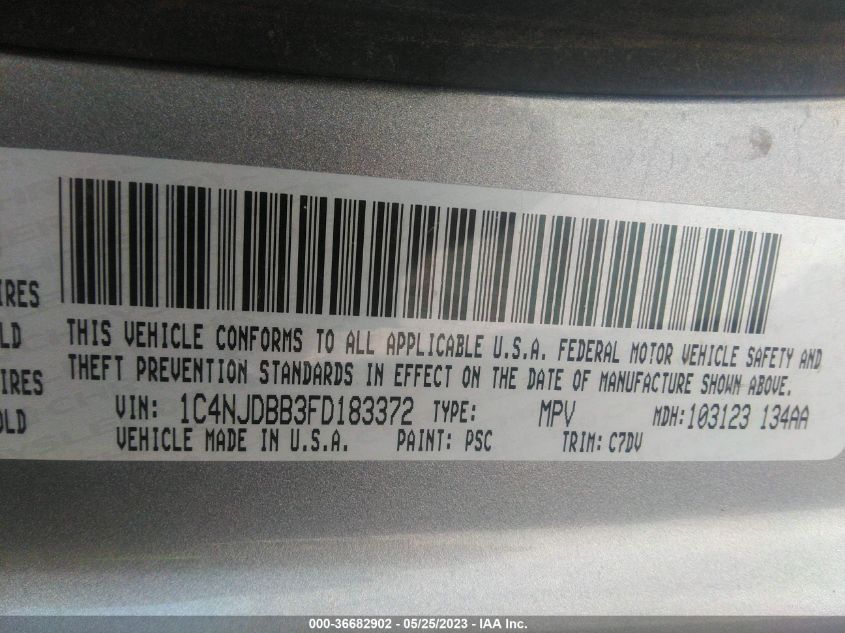 IRES
LD
IRES
OLD
THIS VEHICLE CONFORMS TO ALL APPLICABLE U.S.A. FEDERAL MOTOR VEHICLE SAFETY AND
THEFT PREVENTION STANDARDS IN EFFECT ON THE DATE OF MANUFACTURE SHOWN ABOVE.
VIN: 1C4NJDBB3FD183372 TYPE: MPV MDH:103123 134AA
VEHICLE MADE IN U.S.A. PAINT: PSC TRIM: C7DV
000-36682902 - 05/25/2023 - IAA Inc.